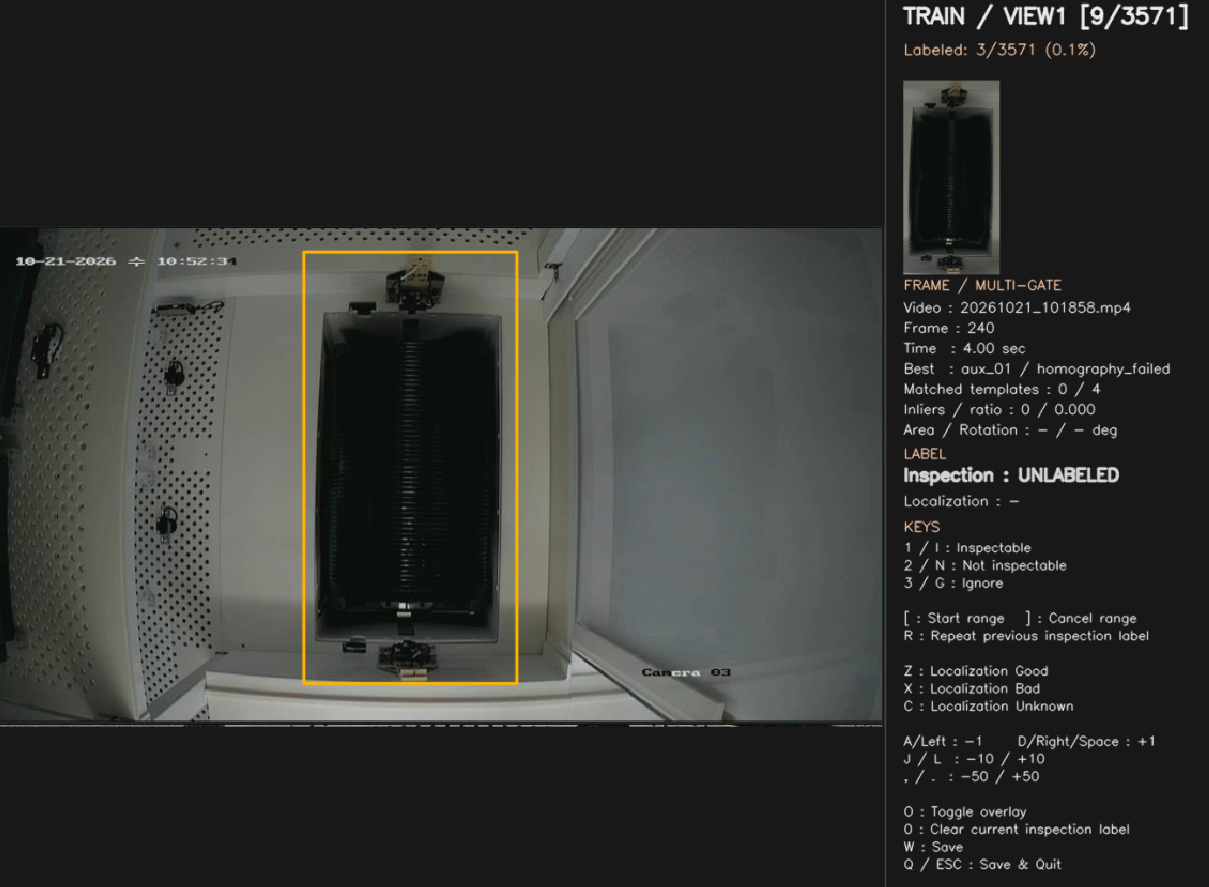 TRAIN / VIEW1 [9/3571]
Labeled: 3/3571 (0.1%)
10-21-2026 10:52:34
Camera 03
FRAME / MULTI-GATE
Video : 20261021_101858.mp4
Frame : 240
Time : 4.00 sec
Best : aux_01 / homography_failed
Matched templates : 0 / 4
Inliers / ratio : 0 / 0.000
Area / Rotation : - / - deg
LABEL
Inspection : UNLABELED
Localization : -
KEYS
1 / I : Inspectable
2 / N : Not inspectable
3 / G : Ignore
[ : Start range ] : Cancel range
R : Repeat previous inspection label
Z : Localization Good
X : Localization Bad
C : Localization Unknown
A/Left : -1 D/Right/Space : +1
J / L : -10 / +10
, / . : -50 / +50
O : Toggle overlay
0 : Clear current inspection label
W : Save
Q / ESC : Save & Quit